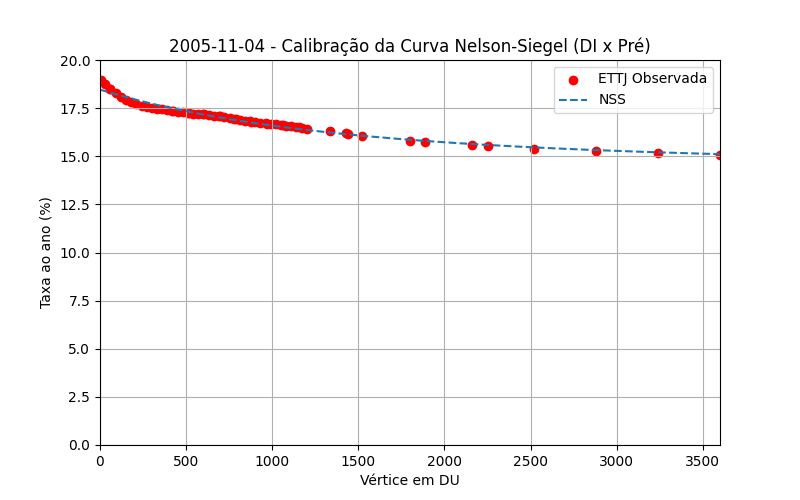 2005-11-04 - Calibração da Curva Nelson-Siegel (DI x Pré)
ETTJ Observada
NSS
Taxa ao ano (%)
20.0
17.5
15.0
12.5
10.0
7.5
5.0
2.5
0.0
0 500 1000 1500 2000 2500 3000 3500
Vértice em DU